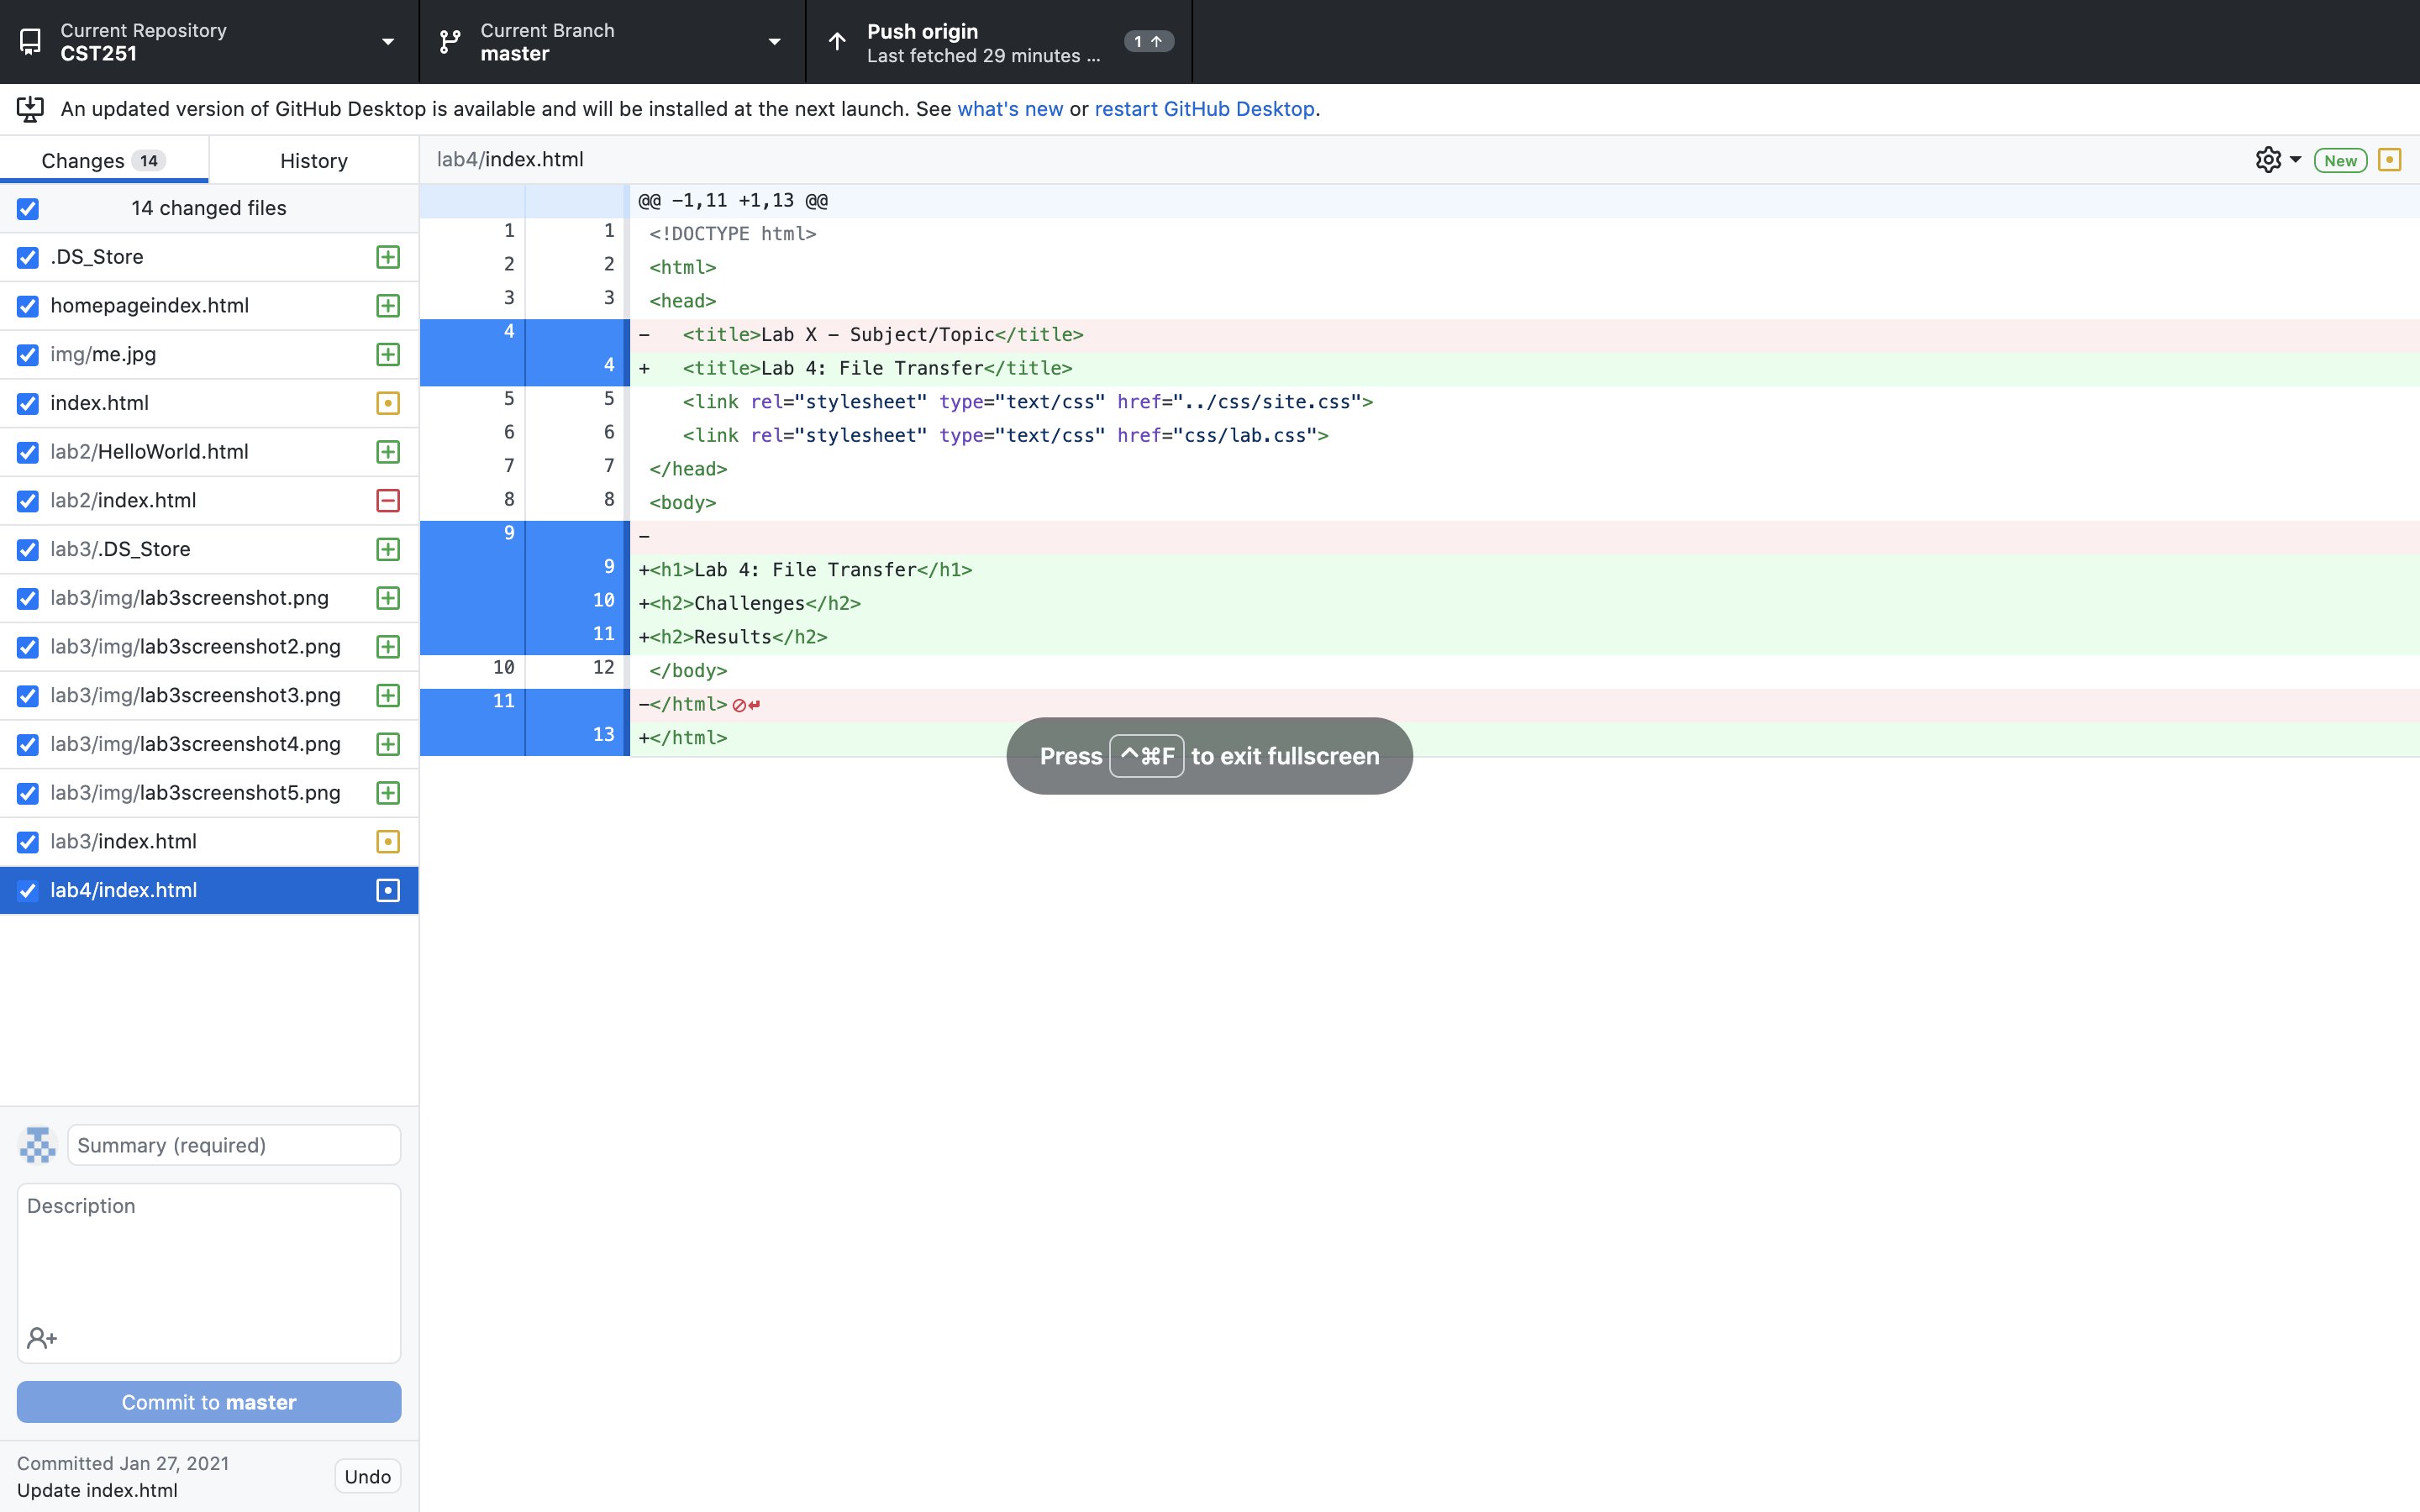 Current Repository
CST251
Current Branch
master
Push origin
Last fetched 29 minutes ...
1
An updated version of GitHub Desktop is available and will be installed at the next launch. See what's new or restart GitHub Desktop.
Changes 14
History
14 changed files
.DS_Store
homepageindex.html
img/me.jpg
index.html
lab2/HelloWorld.html
lab2/index.html
lab3/.DS_Store
lab3/img/lab3screenshot.png
lab3/img/lab3screenshot2.png
lab3/img/lab3screenshot3.png
lab3/img/lab3screenshot4.png
lab3/img/lab3screenshot5.png
lab3/index.html
lab4/index.html
Summary (required)
Description
Commit to master
Committed Jan 27, 2021
Update index.html
Undo
lab4/index.html
New
@@ -1,11 +1,13 @@
1 1 <!DOCTYPE html>
2 2 <html>
3 3 <head>
4 -   <title>Lab X - Subject/Topic</title>
4 +   <title>Lab 4: File Transfer</title>
5 5    <link rel="stylesheet" type="text/css" href="../css/site.css">
6 6    <link rel="stylesheet" type="text/css" href="css/lab.css">
7 7 </head>
8 8 <body>
9 -
9 +<h1>Lab 4: File Transfer</h1>
10 +<h2>Challenges</h2>
11 +<h2>Results</h2>
10 12 </body>
11 -</html>
13 +</html>
Press ^⌘F to exit fullscreen